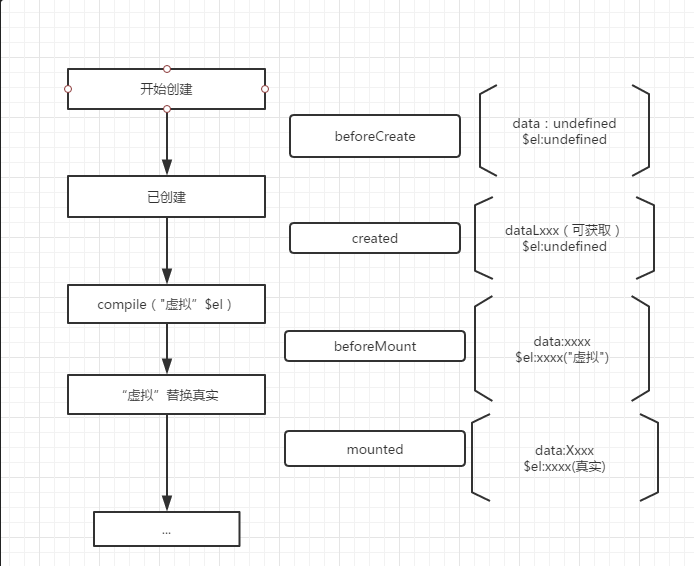 开始创建
beforeCreate
data：undefined
$el:undefined
已创建
created
dataLxxx（可获取）
$el:undefined
compile（"虚拟”$el）
beforeMount
data:xxxx
$el:xxxx("虚拟")
“虚拟”替换真实
mounted
data:Xxxx
$el:xxxx(真实)
...